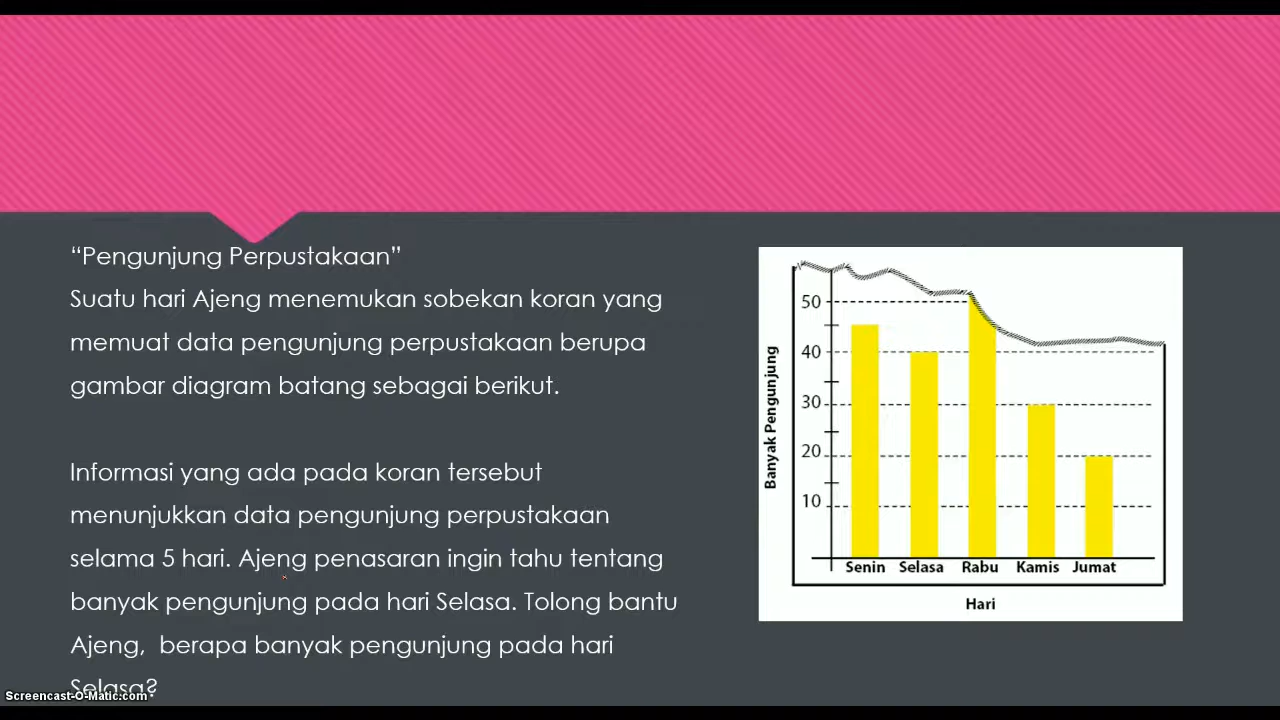 “Pengunjung Perpustakaan”
Suatu hari Ajeng menemukan sobekan koran yang
memuat data pengunjung perpustakaan berupa
gambar diagram batang sebagai berikut.
Informasi yang ada pada koran tersebut
menunjukkan data pengunjung perpustakaan
selama 5 hari. Ajeng penasaran ingin tahu tentang
banyak pengunjung pada hari Selasa. Tolong bantu
Ajeng,  berapa banyak pengunjung pada hari
Selasa?
Banyak Pengunjung
50
40
30
20
10
Senin Selasa Rabu Kamis Jumat
Hari
Screencast-O-Matic.com